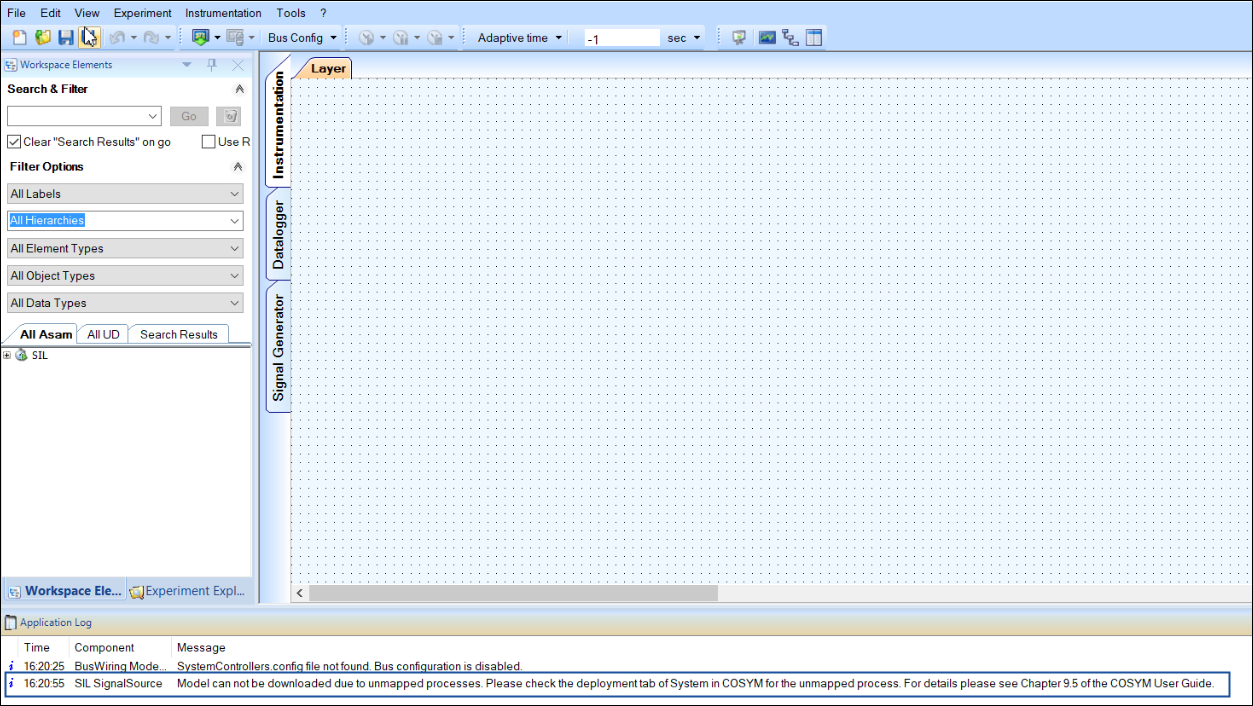 File Edit View Experiment Instrumentation Tools ?
Bus Config Adaptive time -1 sec
Workspace Elements
Search & Filter
Go
Clear "Search Results" on go Use R
Filter Options
All Labels
All Hierarchies
All Element Types
All Object Types
All Data Types
All Asam All UD Search Results
SIL
Workspace Ele... Experiment Expl...
Layer
Instrumentation
Datalogger
Signal Generator
Application Log
Time Component Message
16:20:25 BusWiring Mode... SystemControllers.config file not found. Bus configuration is disabled.
16:20:55 SIL SignalSource Model can not be downloaded due to unmapped processes. Please check the deployment tab of System in COSYM for the unmapped process. For details please see Chapter 9.5 of the COSYM User Guide.